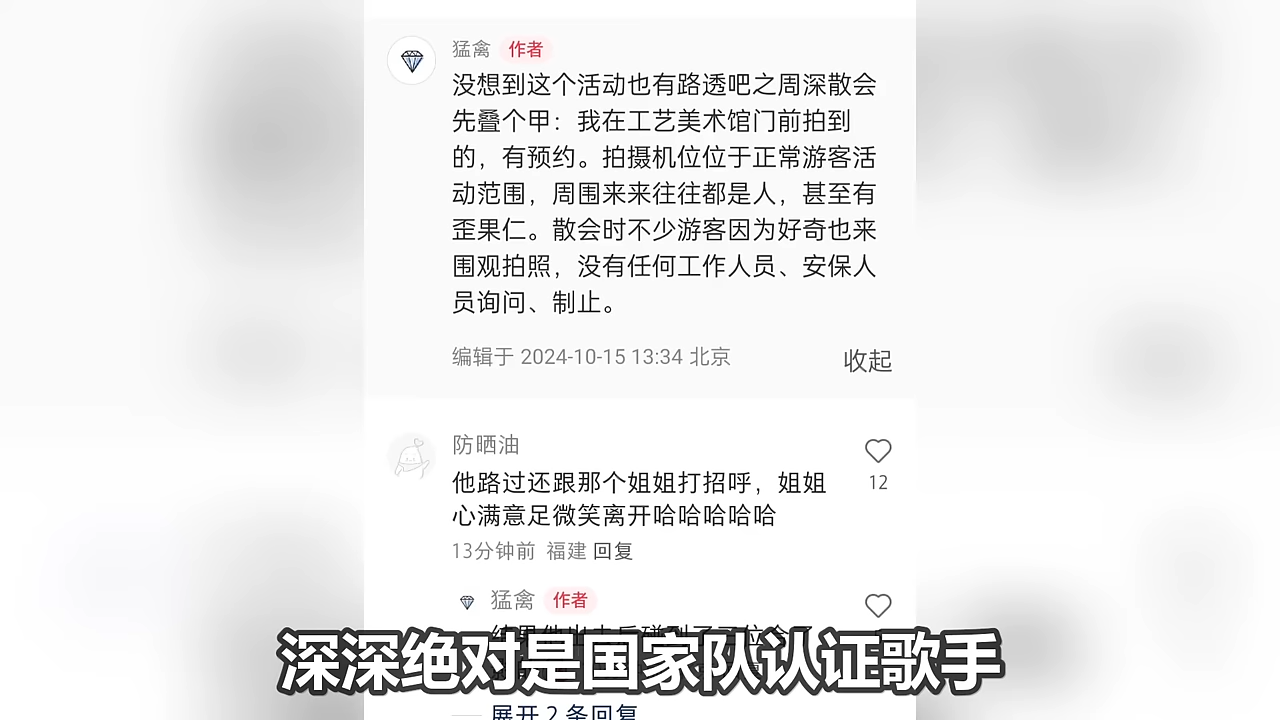 猛禽 作者
没想到这个活动也有路透吧之周深散会
先叠个甲：我在工艺美术馆门前拍到
的，有预约。拍摄机位位于正常游客活
动范围，周围来来往往都是人，甚至有
歪果仁。散会时不少游客因为好奇也来
围观拍照，没有任何工作人员、安保人
员询问、制止。
编辑于 2024-10-15 13:34 北京 收起
防晒油
他路过还跟那个姐姐打招呼，姐姐
心满意足微笑离开哈哈哈哈哈
12
13分钟前 福建 回复
猛禽 作者
深深绝对是国家队认证歌手
展开 2 条回复